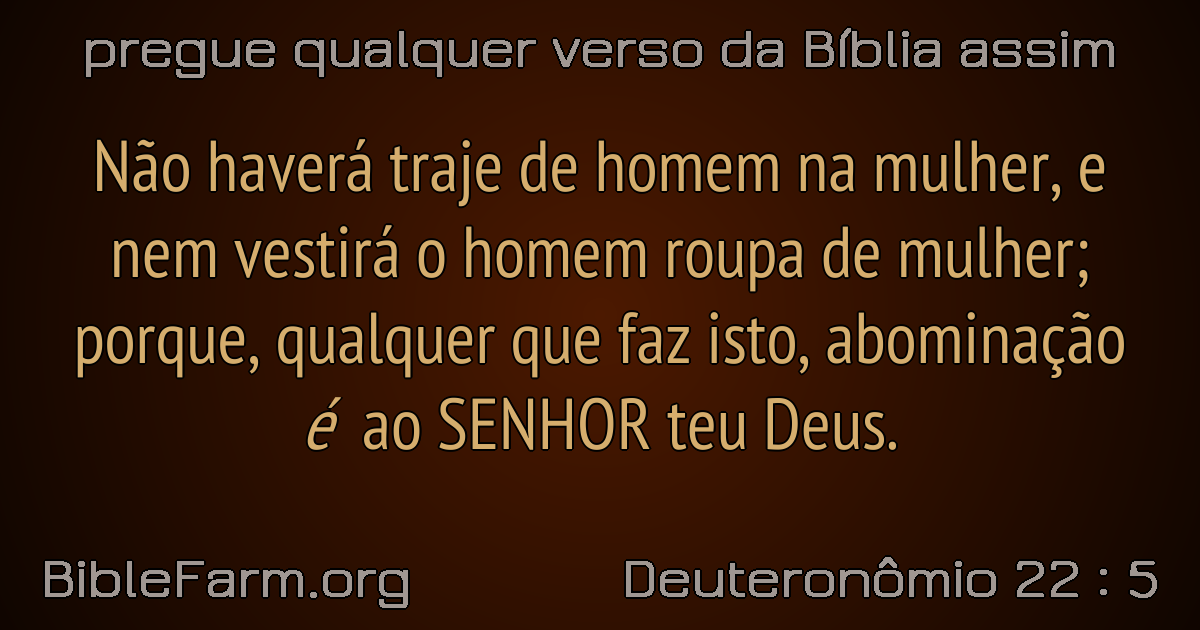 pregue qualquer verso da Bíblia assim
Não haverá traje de homem na mulher, e
nem vestirá o homem roupa de mulher;
porque, qualquer que faz isto, abominação
é ao SENHOR teu Deus.
BibleFarm.org
Deuteronômio 22 : 5